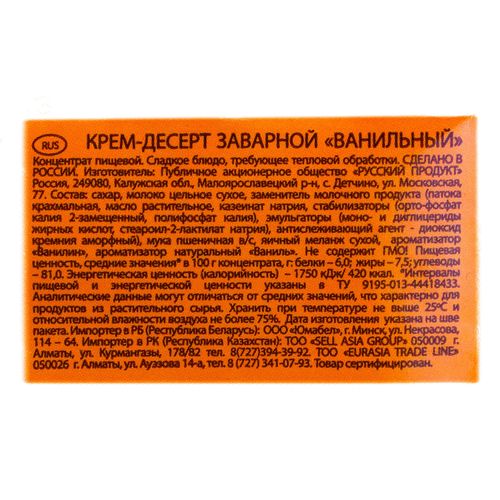 RUS КРЕМ-ДЕСЕРТ ЗАВАРНОЙ «ВАНИЛЬНЫЙ»
Концентрат пищевой. Сладкое блюдо, требующее тепловой обработки. СДЕЛАНО В
РОССИИ. Изготовитель: Публичное акционерное общество «РУССКИЙ ПРОДУКТ»
Россия, 249080, Калужская обл., Малоярославецкий р-н, с. Детчино, ул. Московская,
77. Состав: сахар, молоко цельное сухое, заменитель молочного продукта (патока
крахмальная, масло растительное, казеинат натрия, стабилизаторы (орто-фосфат
калия 2-замещенный, полифосфат калия), эмульгаторы (моно- и диглицериды
жирных кислот, стеароил-2-лактилат натрия), антислеживающий агент - диоксид
кремния аморфный), мука пшеничная в/с, яичный меланж сухой, ароматизатор
«Ванилин», ароматизатор натуральный «Ваниль». Не содержит ГМО! Пищевая
ценность, средние значения* в 100 г концентрата, г: белки – 6,0; жиры – 7,5; углеводы
– 81,0. Энергетическая ценность (калорийность) – 1750 кДж/ 420 ккал. *Интервалы
пищевой и энергетической ценности указаны в ТУ 9195-013-44418433.
Аналитические данные могут отличаться от средних значений, что характерно для
продуктов из растительного сырья. Хранить при температуре не выше 25ºС и
относительной влажности воздуха не более 75%. Дата изготовления указана на шве
пакета. Импортер в РБ (Республику Беларусь): ООО «Юмабел», г. Минск, ул. Некрасова,
114 – 64. Импортер в РК (Республики Казахстан): ТОО «SELL ASIA GROUP» 050009 г.
Алматы, ул. Курмангазы, 178/82 тел. 8(727)394-39-92. ТОО «EURASIA TRADE LINE»
050026 г. Алматы, ул. Ауэзова 14-а, тел. 8 (727) 341-07-93. Товар сертифицирован.